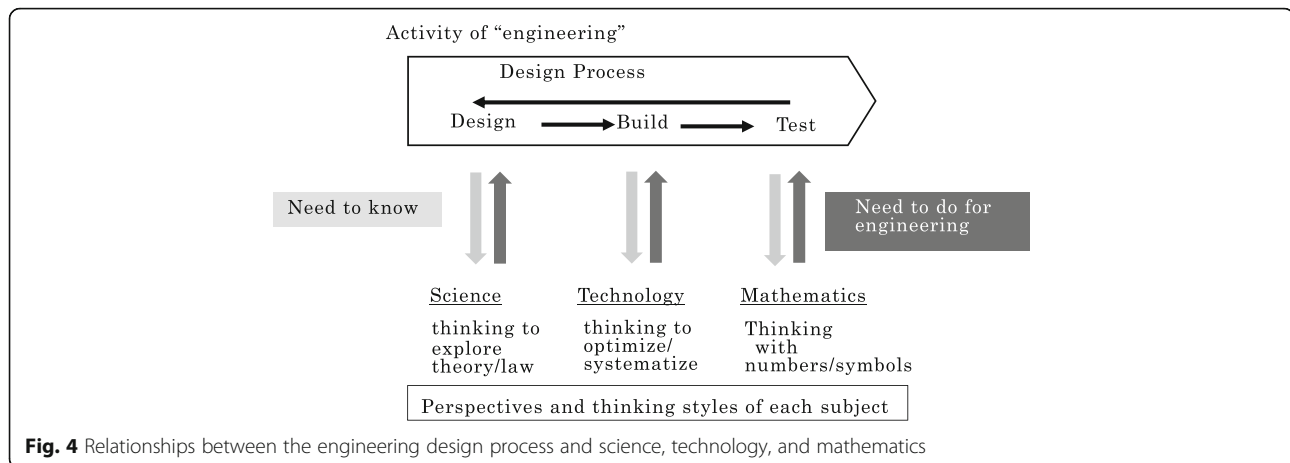 Activity of “engineering”
Design Process
Design
Build
Test
Need to know
Need to do for
engineering
Science
thinking to
explore
theory/law
Technology
thinking to
optimize/
systematize
Mathematics
Thinking
with
numbers/symbols
Perspectives and thinking styles of each subject
Fig. 4 Relationships between the engineering design process and science, technology, and mathematics